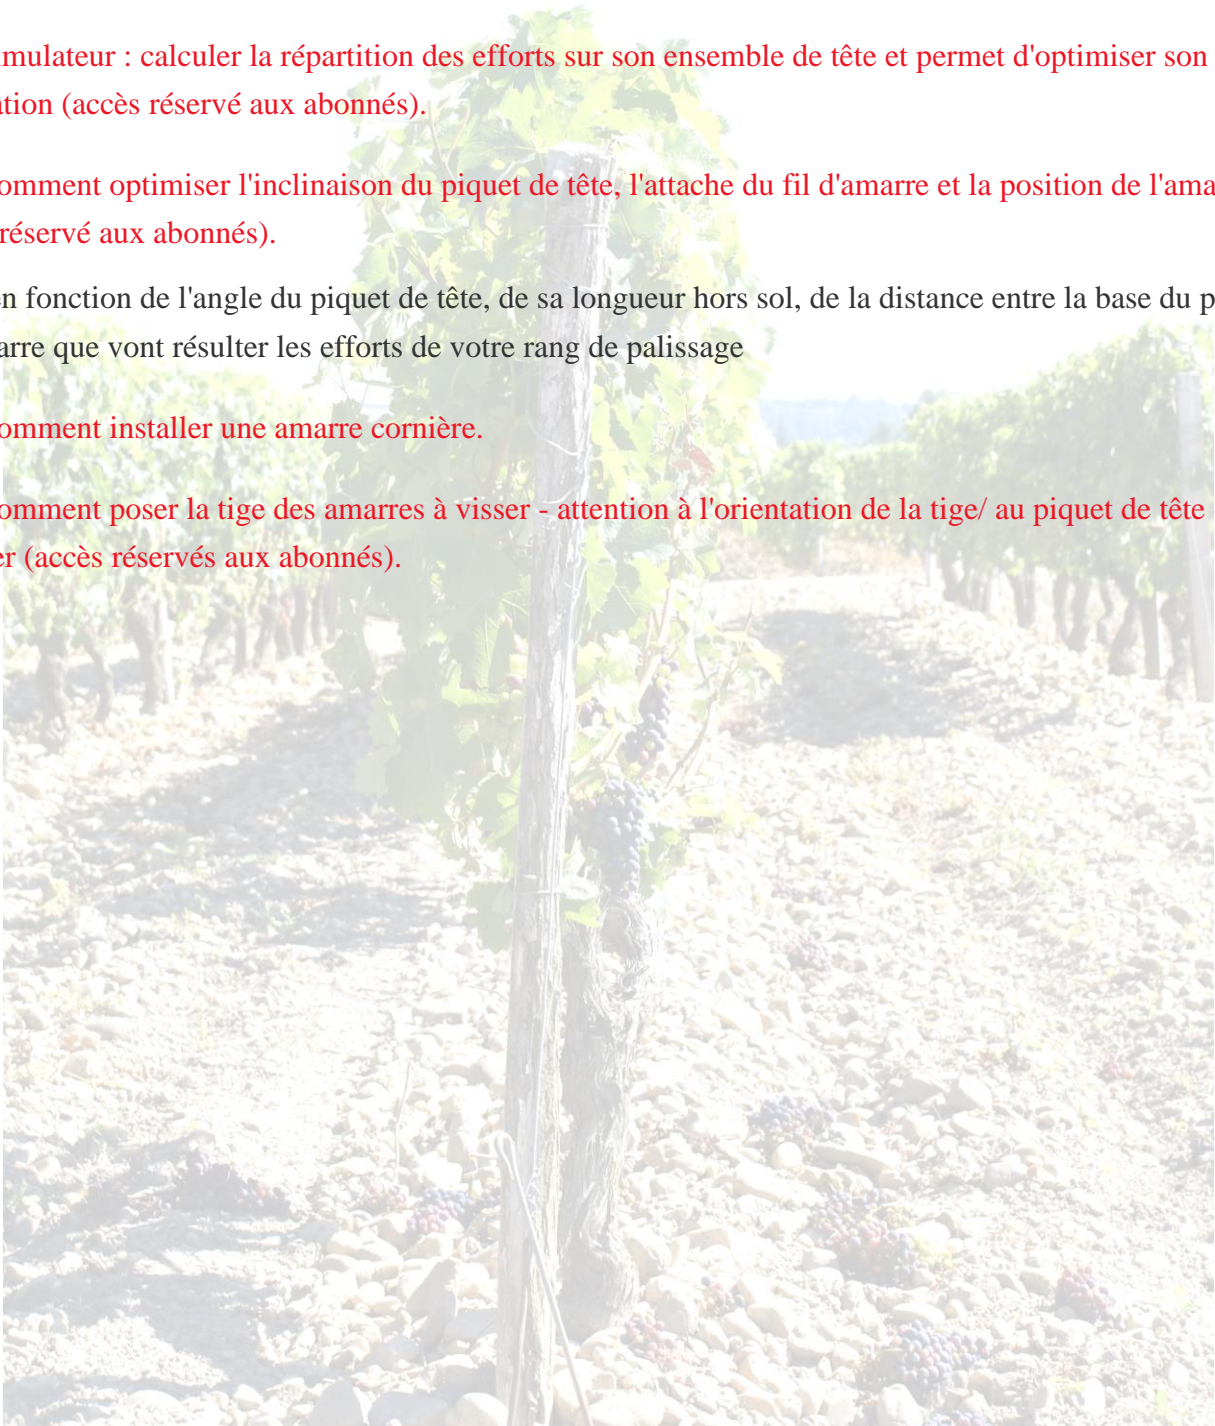 mulateur : calculer la répartition des efforts sur son ensemble de tête et permet d'optimiser son
ation (accès réservé aux abonnés).
omment optimiser l'inclinaison du piquet de tête, l'attache du fil d'amarre et la position de l'ama
réservé aux abonnés).
en fonction de l'angle du piquet de tête, de sa longueur hors sol, de la distance entre la base du p
arre que vont résulter les efforts de votre rang de palissage
omment installer une amarre cornière.
omment poser la tige des amarres à visser - attention à l'orientation de la tige/ au piquet de tête
er (accès réservés aux abonnés).